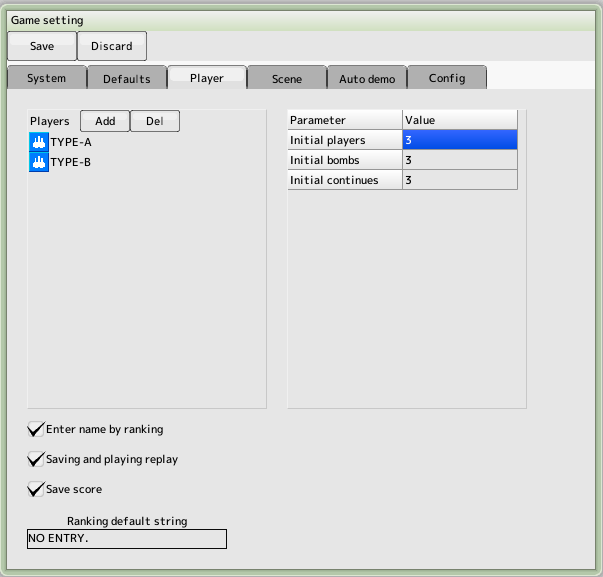 Game setting
Save Discard
System Defaults Player Scene Auto demo Config
Players Add Del
TYPE-A
TYPE-B
Parameter Value
Initial players 3
Initial bombs 3
Initial continues 3
Enter name by ranking
Saving and playing replay
Save score
Ranking default string
NO ENTRY.